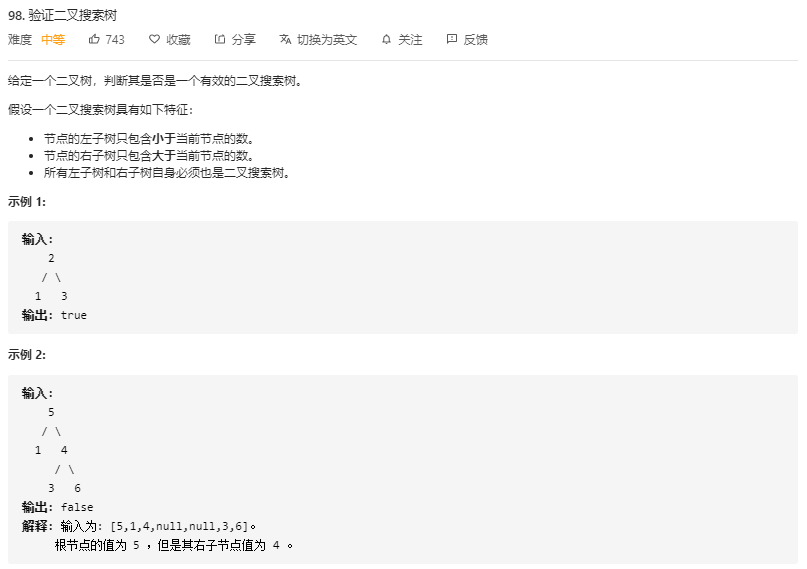 98. 验证二叉搜索树
难度 中等 743 收藏 分享 切换为英文 关注 反馈
给定一个二叉树，判断其是否是一个有效的二叉搜索树。
假设一个二叉搜索树具有如下特征：
• 节点的左子树只包含小于当前节点的数。
• 节点的右子树只包含大于当前节点的数。
• 所有左子树和右子树自身必须也是二叉搜索树。
示例 1:
输入:
2
/ \
1 3
输出: true
示例 2:
输入:
5
/ \
1 4
/ \
3 6
输出: false
解释: 输入为: [5,1,4,null,null,3,6]。
根节点的值为 5 ，但是其右子节点值为 4 。